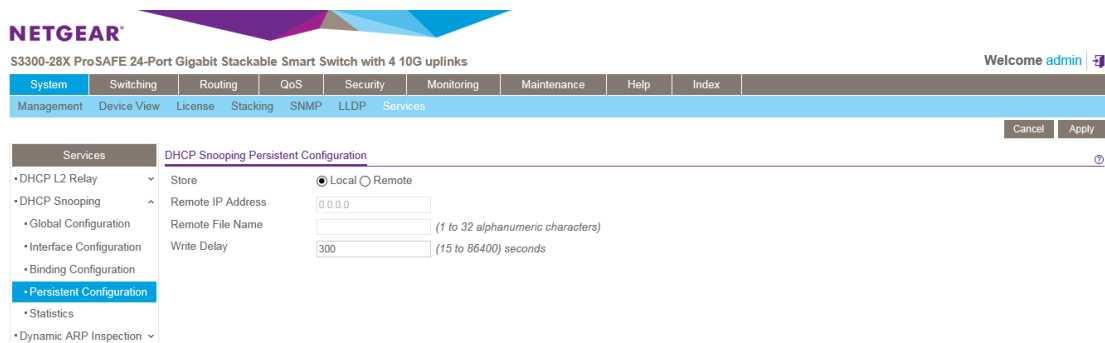 NETGEAR®
S3300-28X ProSAFE 24-Port Gigabit Stackable Smart Switch with 4 10G uplinks
Welcome admin
System Switching Routing QoS Security Monitoring Maintenance Help Index
Management Device View License Stacking SNMP LLDP Services
Cancel Apply
Services
DHCP Snooping Persistent Configuration
?
• DHCP L2 Relay
Store Local Remote
• DHCP Snooping
Remote IP Address 0.0.0.0
• Global Configuration
Remote File Name (1 to 32 alphanumeric characters)
• Interface Configuration
Write Delay 300 (15 to 86400) seconds
• Binding Configuration
• Persistent Configuration
• Statistics
• Dynamic ARP Inspection